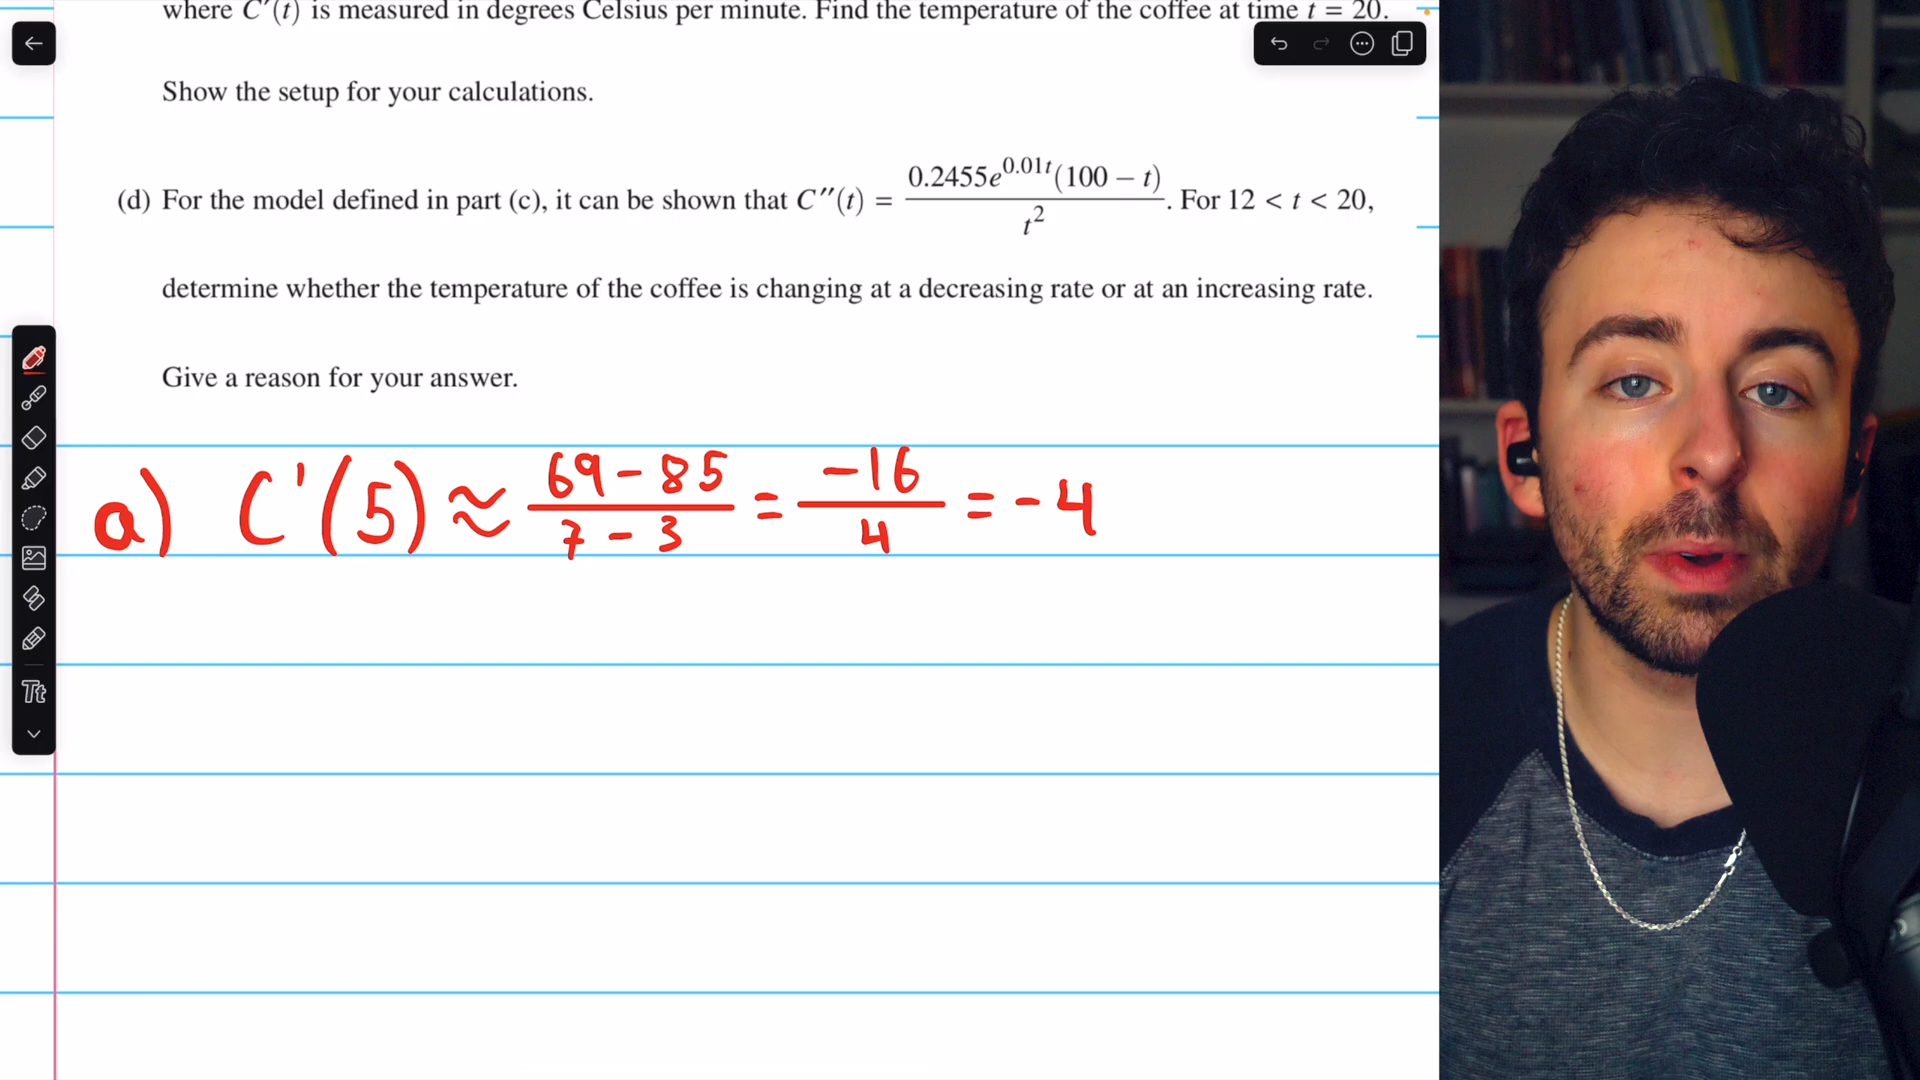 where C′(t) is measured in degrees Celsius per minute. Find the temperature of the coffee at time t = 20.
Show the setup for your calculations.
(d) For the model defined in part (c), it can be shown that C″(t) = 0.2455e^{0.01t}(100 − t) / t². For 12 < t < 20,
determine whether the temperature of the coffee is changing at a decreasing rate or at an increasing rate.
Give a reason for your answer.
a) C'(5) ≈ (69 - 85)/(7 - 3) = -16/4 = -4
Tt